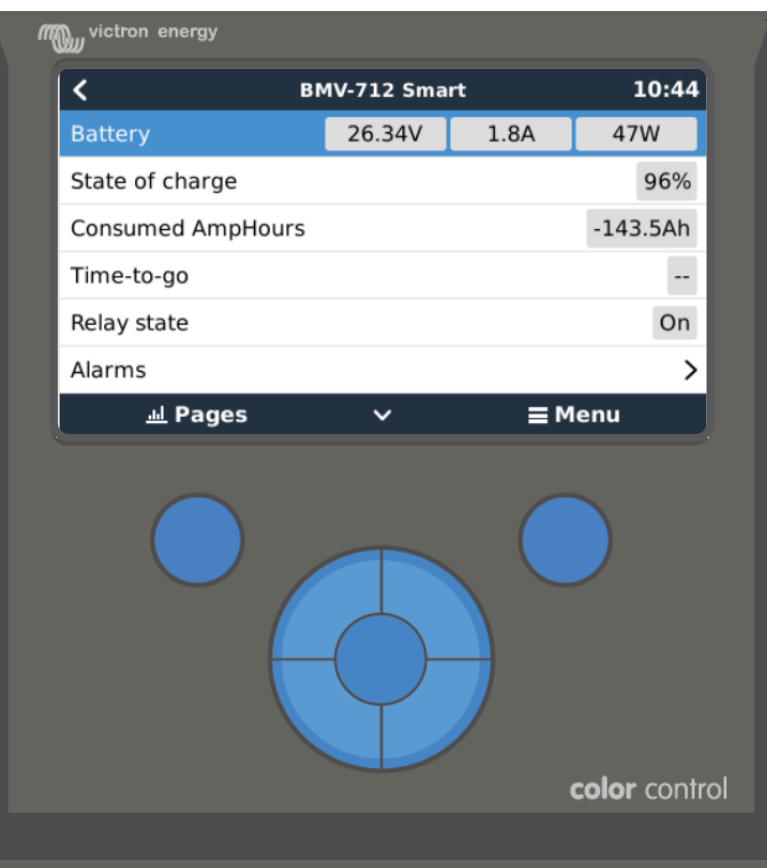 victron energy
BMV-712 Smart 10:44
Battery 26.34V 1.8A 47W
State of charge 96%
Consumed AmpHours -143.5Ah
Time-to-go --
Relay state On
Alarms
Pages Menu
color control